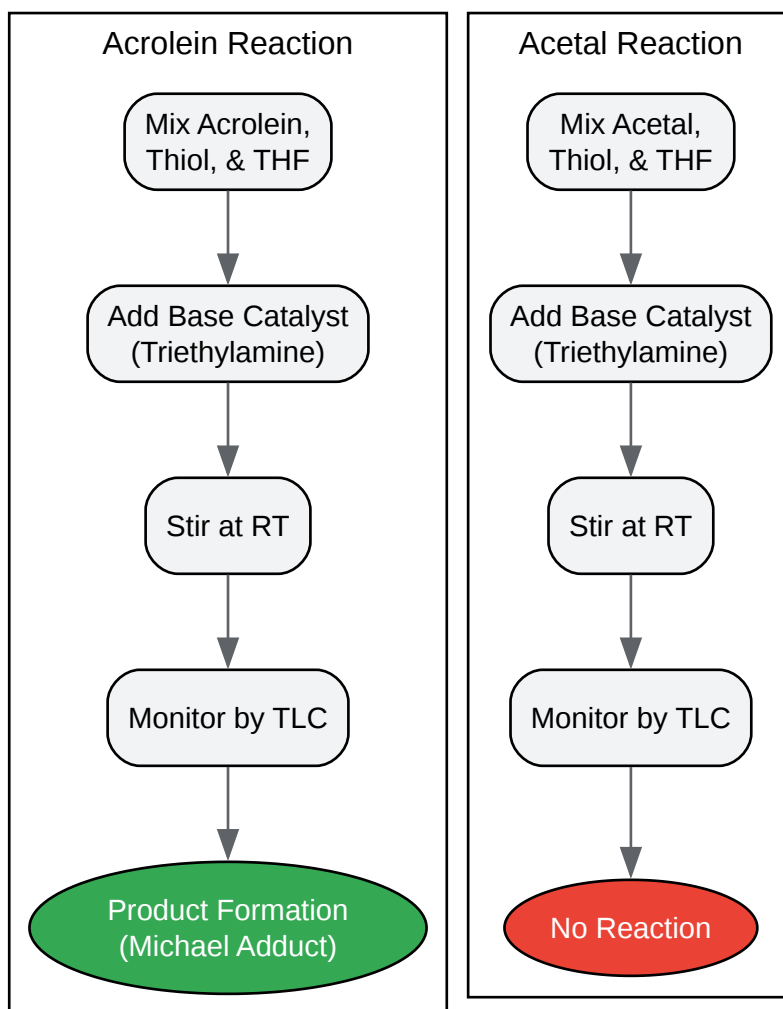 Acrolein Reaction
Mix Acrolein,
Thiol, & THF
Add Base Catalyst
(Triethylamine)
Stir at RT
Monitor by TLC
Product Formation
(Michael Adduct)
Acetal Reaction
Mix Acetal,
Thiol, & THF
Add Base Catalyst
(Triethylamine)
Stir at RT
Monitor by TLC
No Reaction